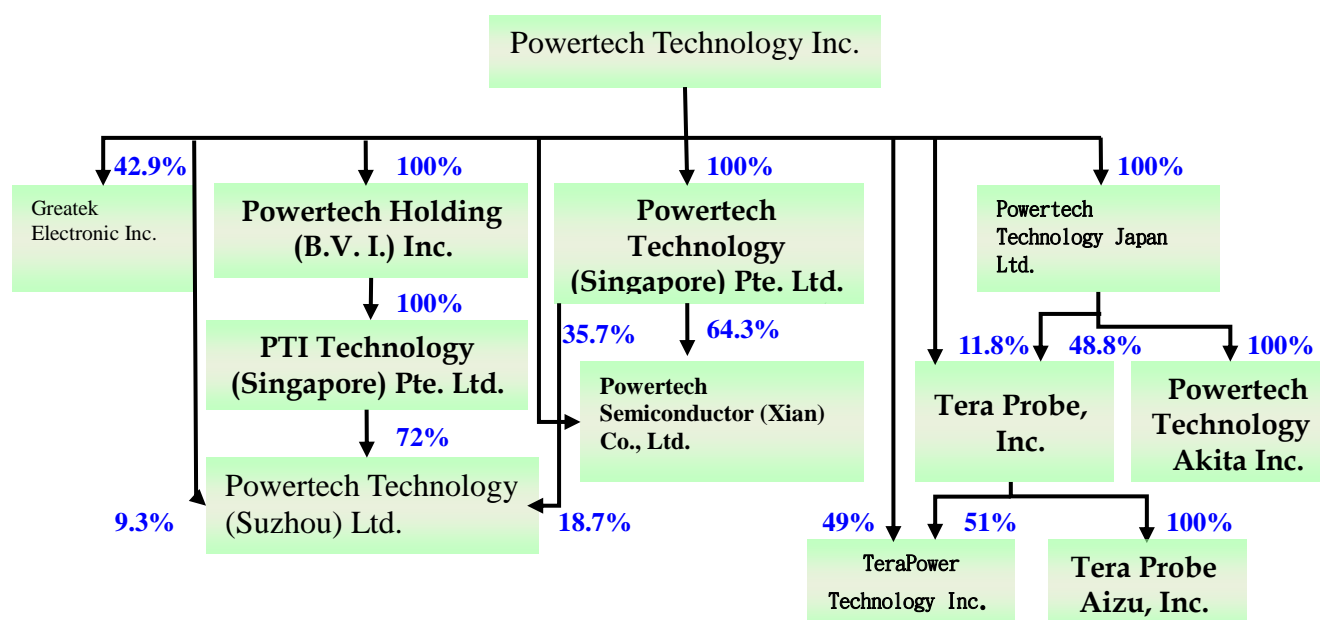 Powertech Technology Inc.
42.9%
100%
100%
100%
Greatek
Electronic Inc.
Powertech Holding
(B.V. I.) Inc.
Powertech
Technology
(Singapore) Pte. Ltd.
Powertech
Technology Japan
Ltd.
100%
35.7%
64.3%
11.8%
48.8%
100%
PTI Technology
(Singapore) Pte. Ltd.
Powertech
Semiconductor (Xian)
Co., Ltd.
Tera Probe,
Inc.
Powertech
Technology
Akita Inc.
72%
Powertech Technology
(Suzhou) Ltd.
9.3%
18.7%
49%
51%
100%
TeraPower
Technology Inc.
Tera Probe
Aizu, Inc.